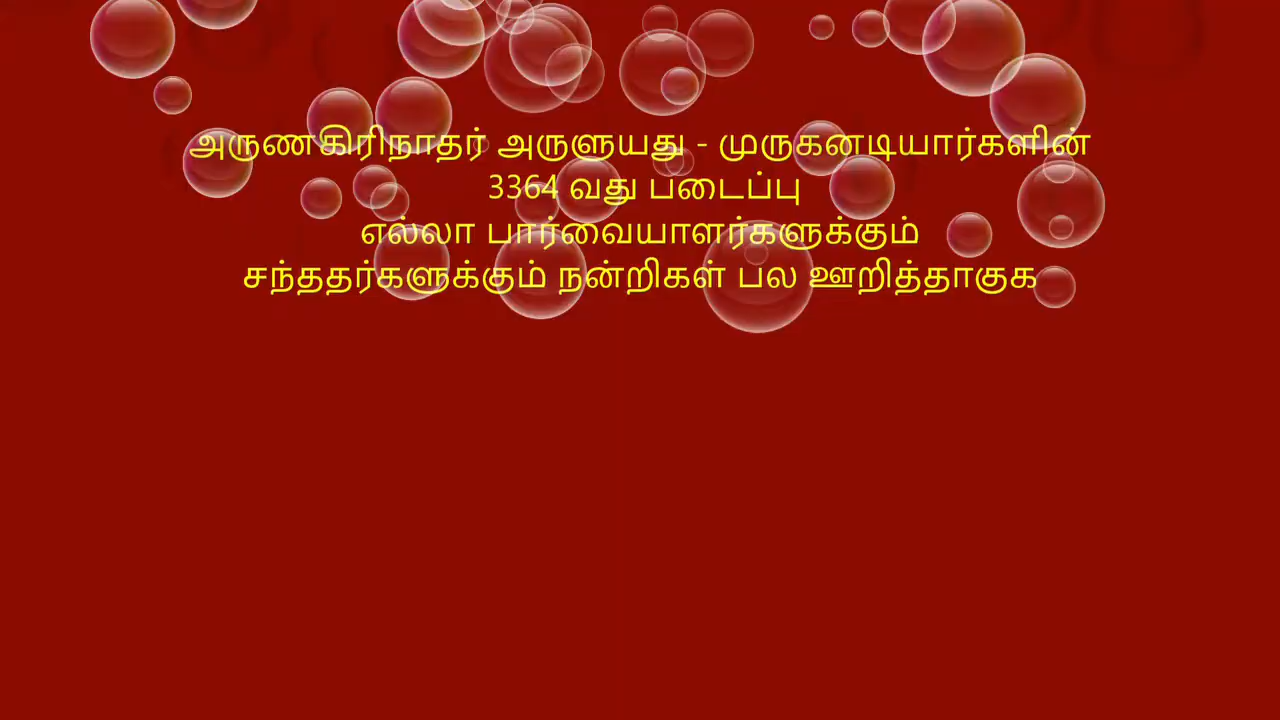 அருணகிரிநாதர் அருளுயது - முருகனடியார்களின்
3364 வது படைப்பு
எல்லா பார்வையாளர்களுக்கும்
சந்ததர்களுக்கும் நன்றிகள் பல ஊறித்தாகுக